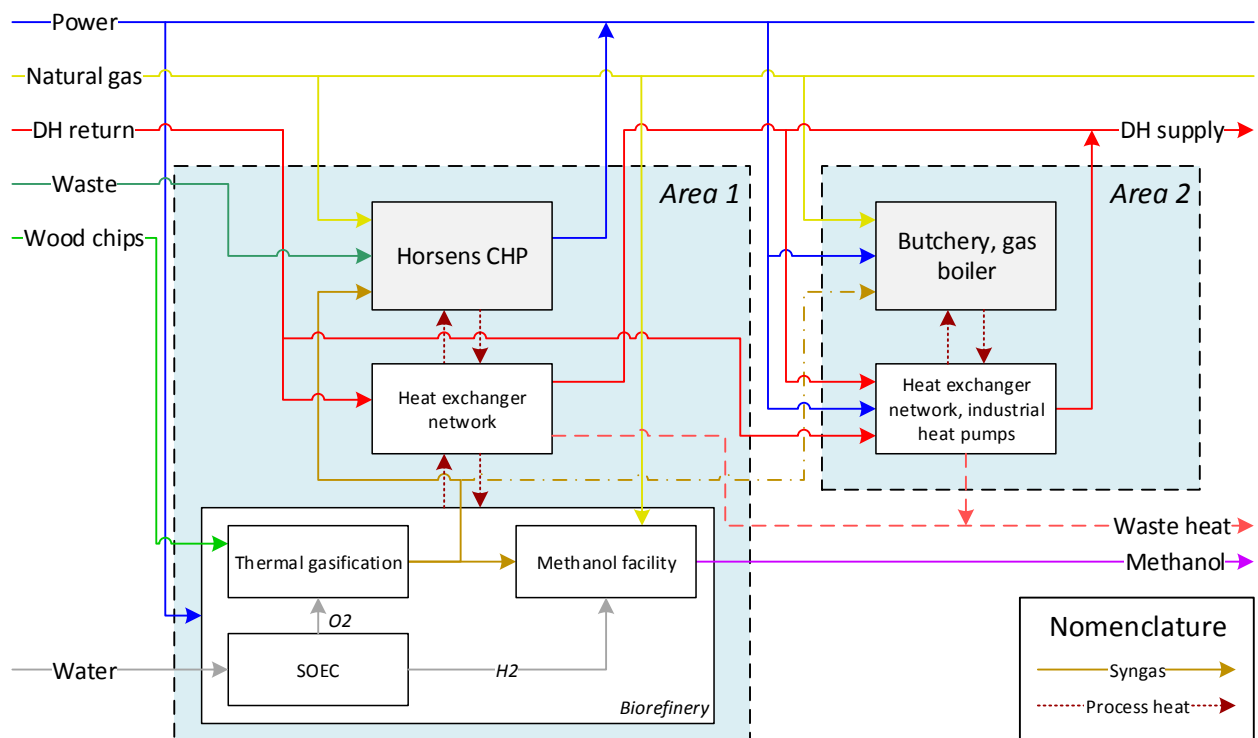 Power
Natural gas
DH return
DH supply
Waste
Wood chips
Area 1
Area 2
Horsens CHP
Butchery, gas
boiler
Heat exchanger
network
Heat exchanger
network, industrial
heat pumps
Waste heat
Thermal gasification
Methanol facility
Methanol
O2
SOEC
H2
Water
Biorefinery
Nomenclature
Syngas
Process heat